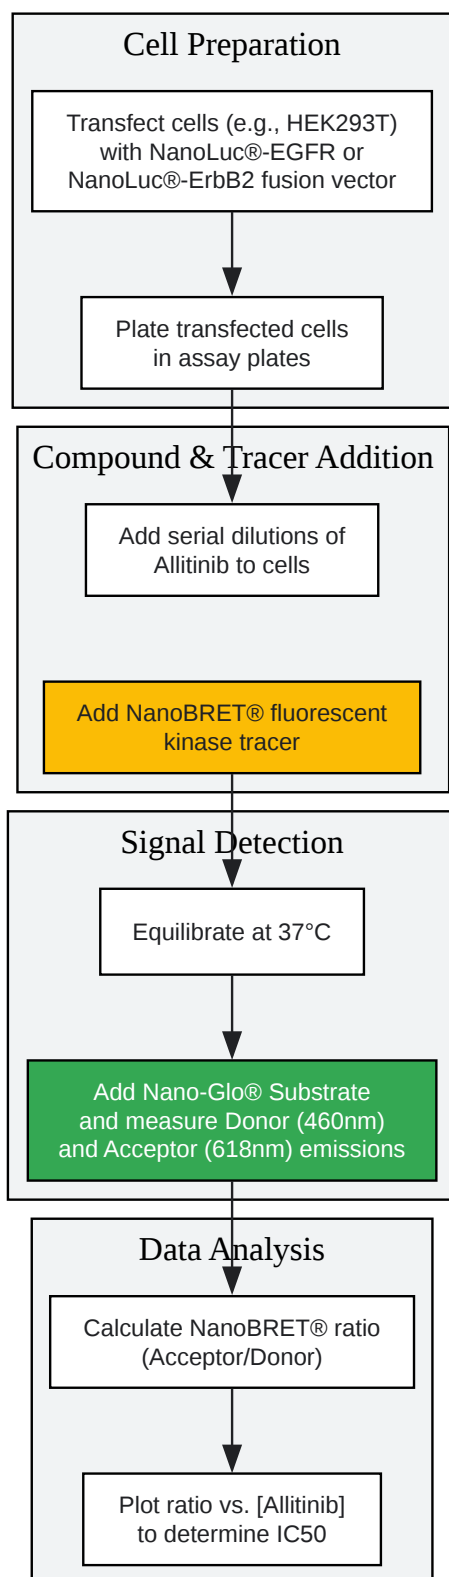 Cell Preparation
Transfect cells (e.g., HEK293T)
with NanoLuc®-EGFR or
NanoLuc®-ErbB2 fusion vector
Plate transfected cells
in assay plates
Compound & Tracer Addition
Add serial dilutions of
Allitinib to cells
Add NanoBRET® fluorescent
kinase tracer
Signal Detection
Equilibrate at 37°C
Add Nano-Glo® Substrate
and measure Donor (460nm)
and Acceptor (618nm) emissions
Data Analysis
Calculate NanoBRET® ratio
(Acceptor/Donor)
Plot ratio vs. [Allitinib]
to determine IC50